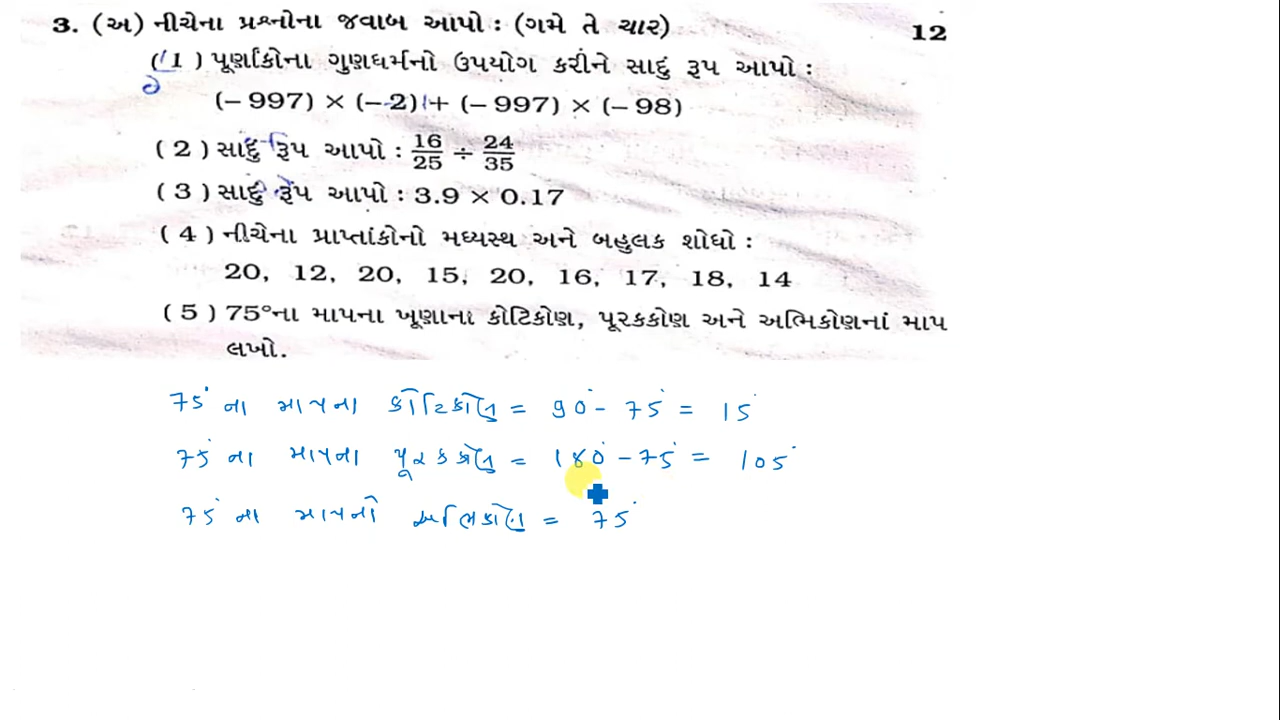 3. (અ) નીચેના પ્રશ્નોના જવાબ આપો : (ગમે તે ચાર) 12
(1) પૂર્ણાંકોના ગુણધર્મનો ઉપયોગ કરીને સાદું રૂપ આપો :
(– 997) × (– 2) + (– 997) × (– 98)
(2) સાદું રૂપ આપો : 16/25 ÷ 24/35
(3) સાદું રૂપ આપો : 3.9 × 0.17
(4) નીચેના પ્રાપ્તાંકોનો મધ્યસ્થ અને બહુલક શોધો :
20, 12, 20, 15, 20, 16, 17, 18, 14
(5) 75°ના માપના ખૂણાના કોટિકોણ, પૂરકકોણ અને અભિકોણનાં માપ
લખો.
75° ના માપના કોટિકોણ = 90° - 75° = 15°
75° ના માપના પૂરકકોણ = 180° - 75° = 105°
75° ના માપનો અભિકોણ = 75°